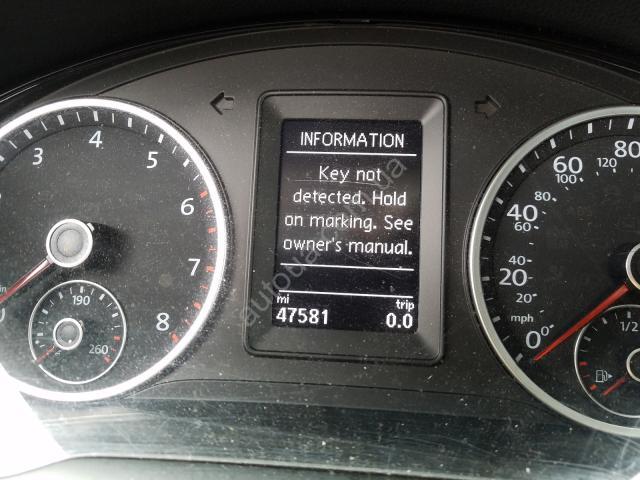 INFORMATION
Key not
detected. Hold
on marking. See
owner's manual.
mi trip
47581 0.0
3 4 5 6 7 8
190
260
0 20 40 60 80
20 60 80 100 120
mph
1/2